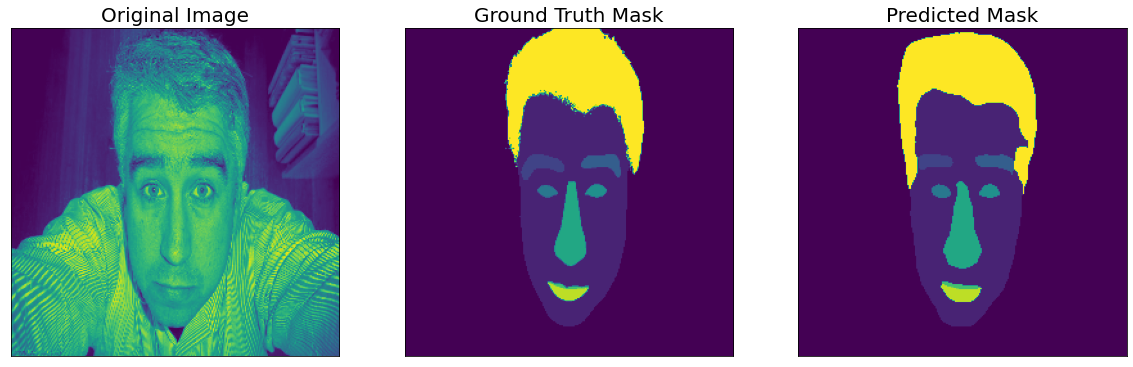 Original Image
Ground Truth Mask
Predicted Mask